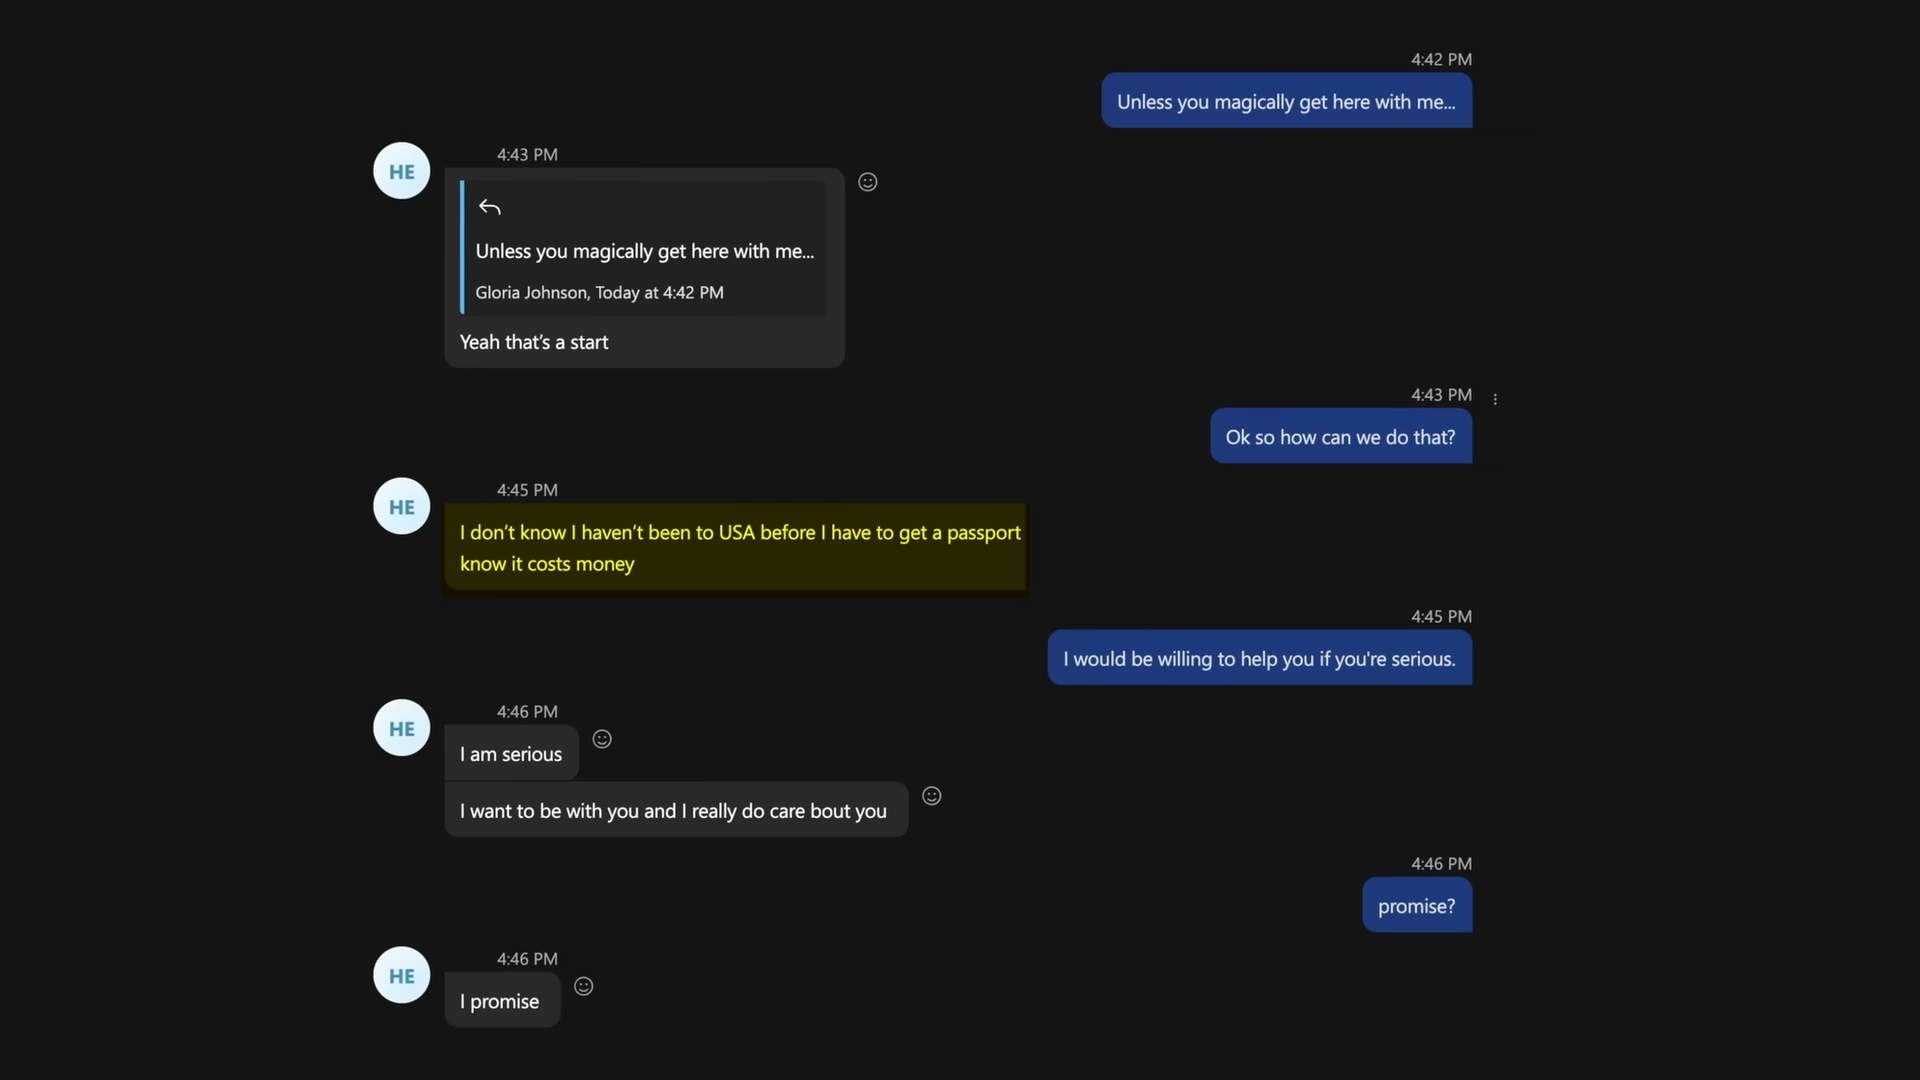 4:42 PM
Unless you magically get here with me...
4:43 PM
HE
Unless you magically get here with me...
Gloria Johnson, Today at 4:42 PM
Yeah that's a start
4:43 PM
Ok so how can we do that?
4:45 PM
HE
I don't know I haven't been to USA before I have to get a passport
know it costs money
4:45 PM
I would be willing to help you if you're serious.
4:46 PM
HE
I am serious
I want to be with you and I really do care bout you
4:46 PM
promise?
4:46 PM
HE
I promise